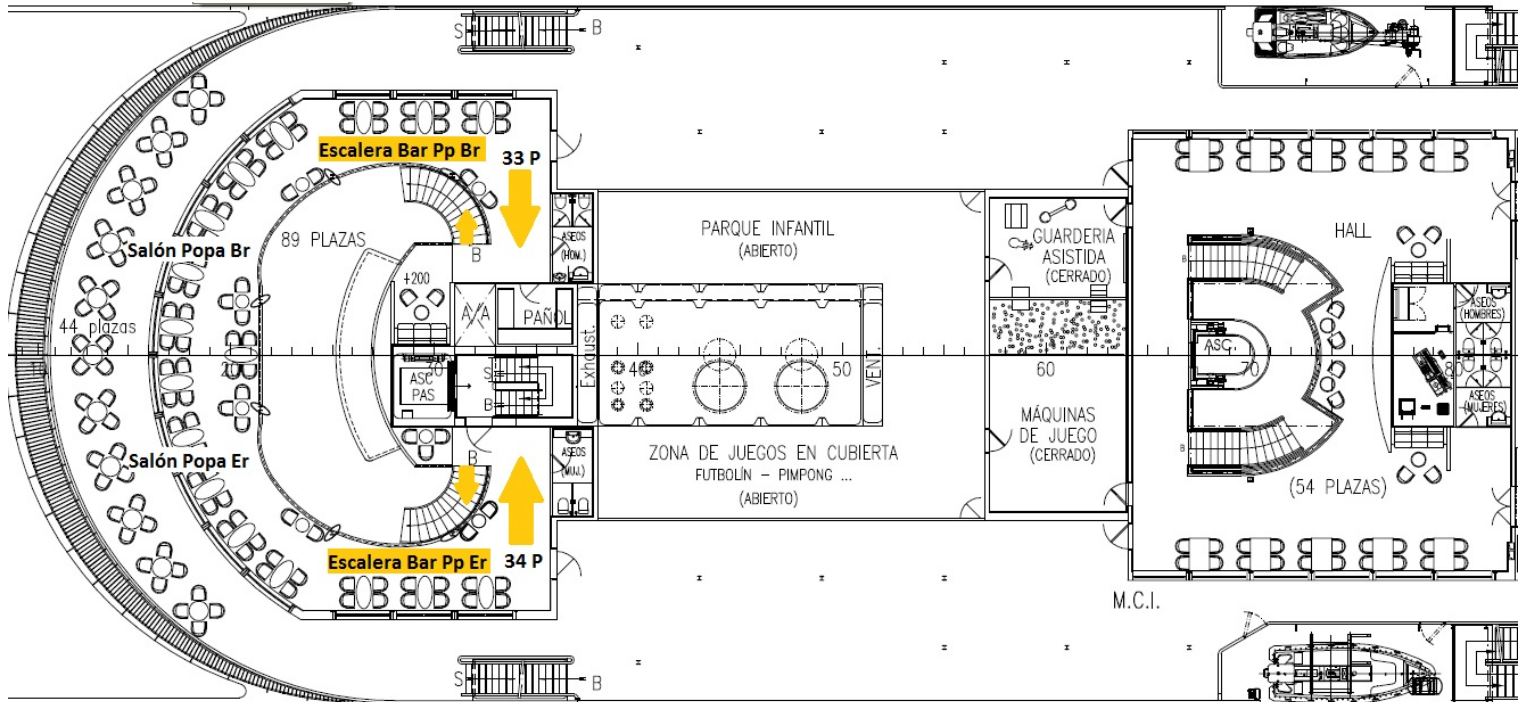 S
B
Escalera Bar Pp Br
33 P
89 PLAZAS
Salón Popa Br
B
ASEOS
(HOM.)
+200
A/A
PAÑOL
44 plazas
Exhaust.
PARQUE INFANTIL
(ABIERTO)
GUARDERIA
ASISTIDA
(CERRADO)
HALL
B
ASEOS
(HOMBRES)
ASC.
20
30
40
50
60
70
VENT.
ASC
PAS
S
B
ASEOS
(MUJERES)
MÁQUINAS
DE JUEGO
(CERRADO)
ZONA DE JUEGOS EN CUBIERTA
FUTBOLÍN – PIMPONG ...
(ABIERTO)
Salón Popa Er
B
ASEOS
(MUJ.)
B
(54 PLAZAS)
Escalera Bar Pp Er
34 P
M.C.I.
S
B